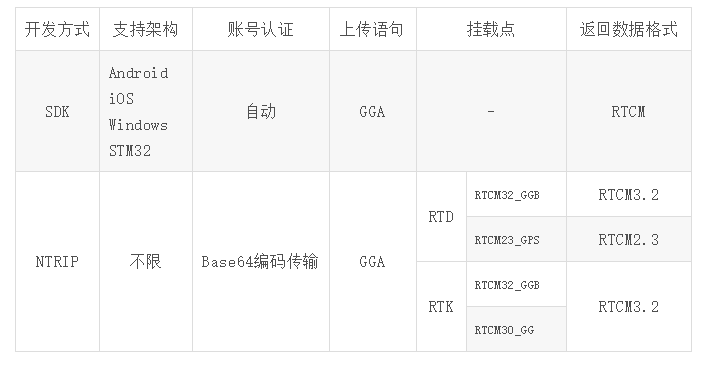 开发方式 支持架构 账号认证 上传语句 挂载点 返回数据格式
Android
iOS
Windows
STM32
SDK 自动 GGA - RTCM
RTCM32_GGB RTCM3.2
RTD
RTCM23_GPS RTCM2.3
NTRIP 不限 Base64编码传输 GGA
RTCM32_GGB
RTK RTCM3.2
RTCM30_GG